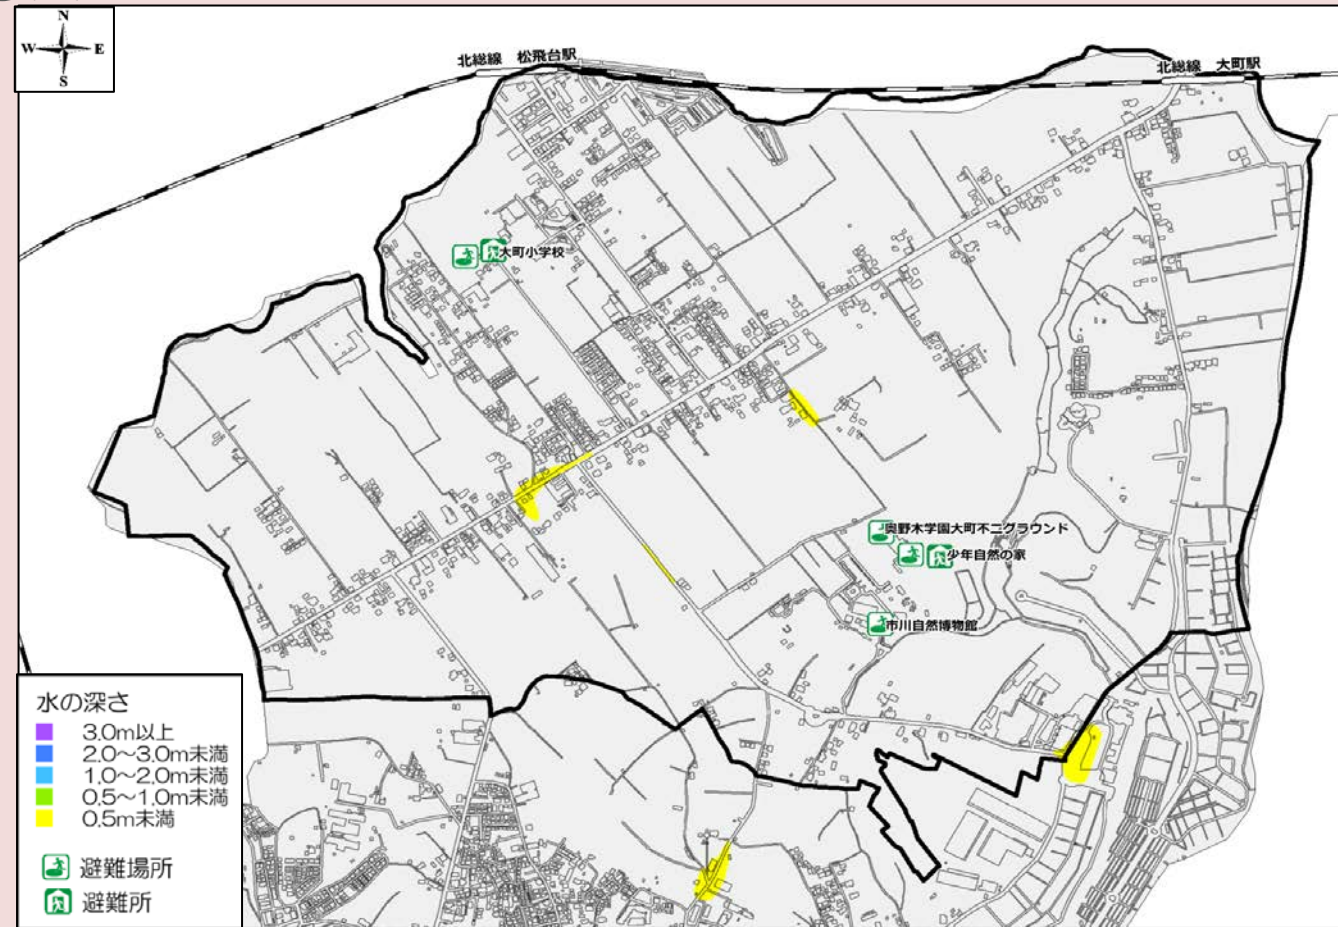 N
W E
S
北総線 松飛台駅
北総線 大町駅
大町小学校
奥野木学園大町不二グラウンド
少年自然の家
市川自然博物館
水の深さ
3.0m以上
2.0～3.0m未満
1.0～2.0m未満
0.5～1.0m未満
0.5m未満
避難場所
避難所